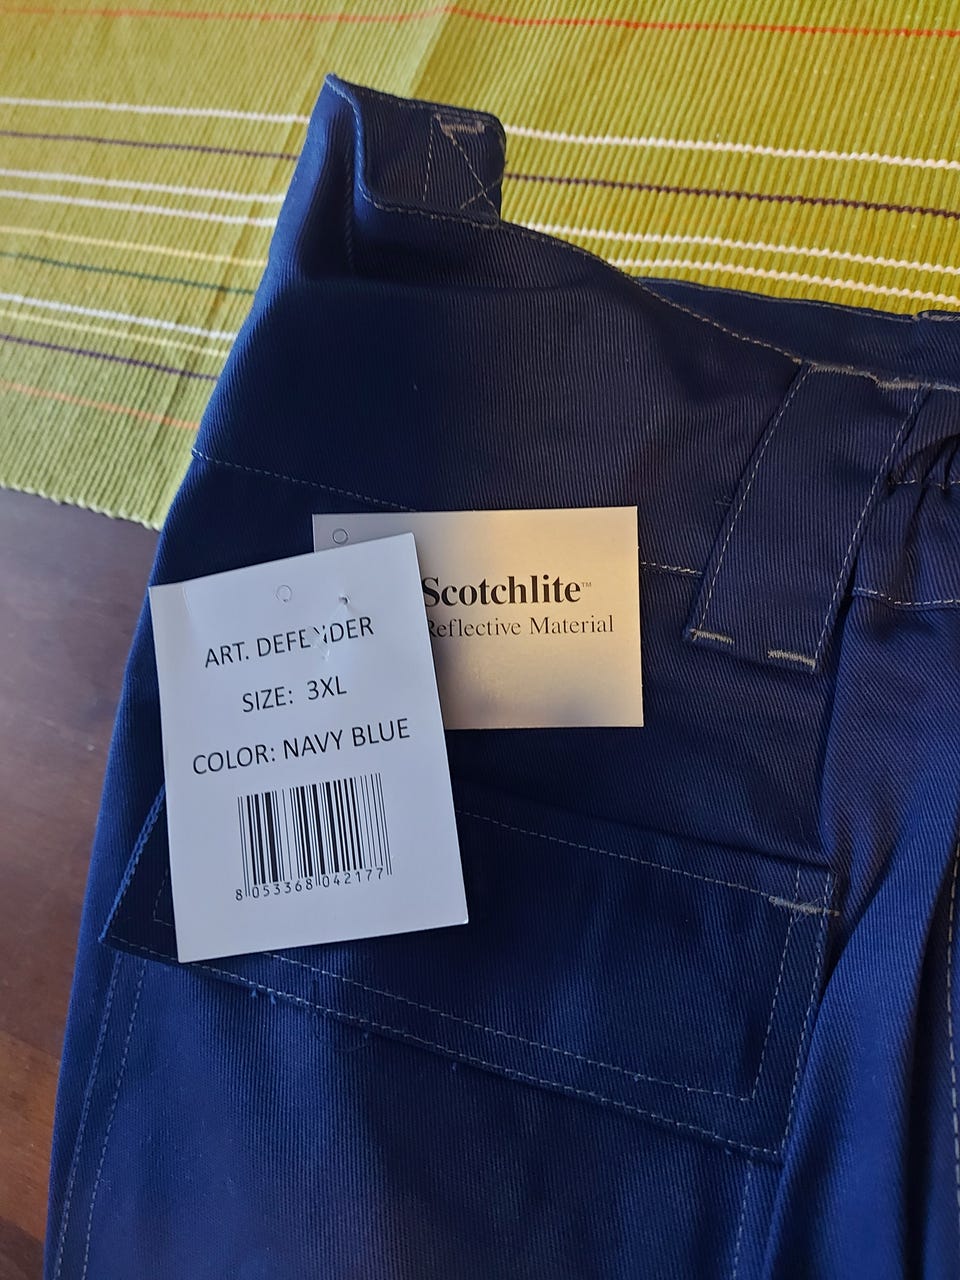 Scotchlite™
Reflective Material
ART. DEFENDER
SIZE: 3XL
COLOR: NAVY BLUE
8 053368 042177